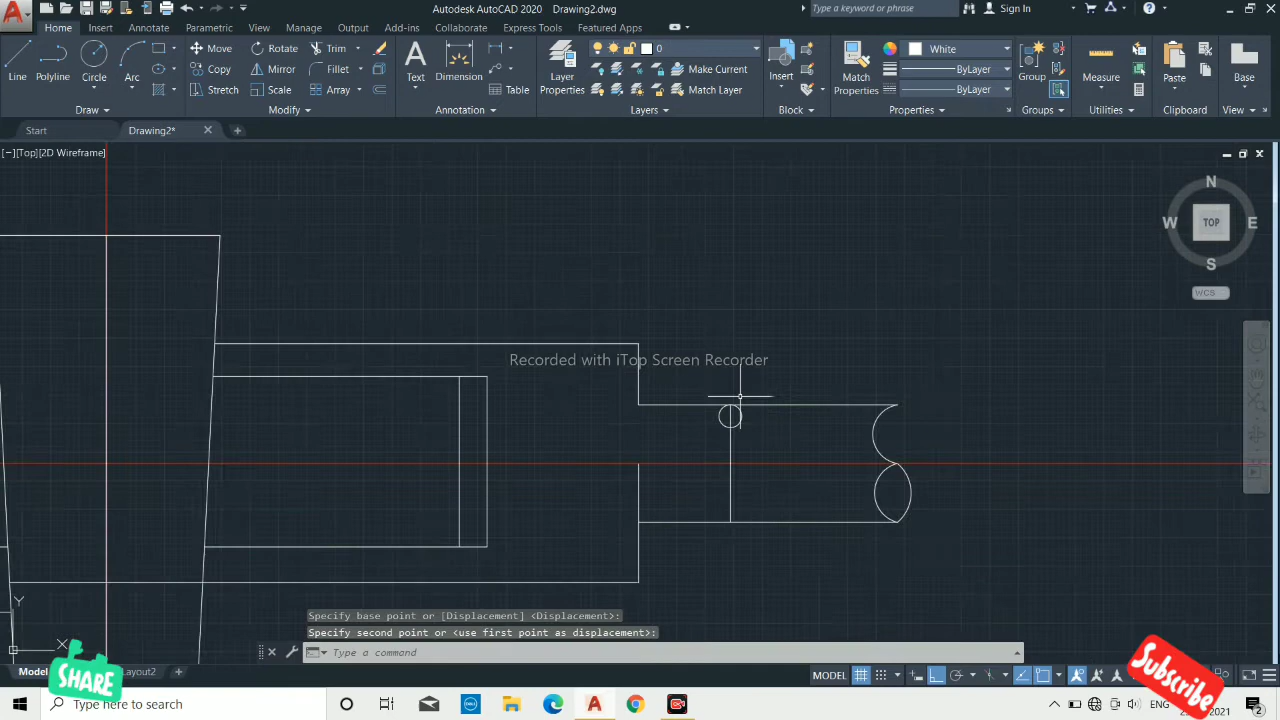 Autodesk AutoCAD 2020 Drawing2.dwg
Type a keyword or phrase
Sign In
Home Insert Annotate Parametric View Manage Output Collaborate Express Tools Featured Apps
Line Polyline Circle Arc
Move Rotate Trim
Copy Mirror Fillet
Stretch Scale Array
Text Dimension Table
Layer Properties
0
Make Current
Match Layer
Insert
Match Properties
White
ByLayer
ByLayer
Group
Measure
Paste
Base
Draw Modify Annotation Layers Block Properties Groups Utilities Clipboard View
Start Drawing2*
[−][Top][2D Wireframe]
N
W TOP E
S
WCS
Recorded with iTop Screen Recorder
Y
X
Specify base point or [Displacement] <Displacement>:
Specify second point or <use first point as displacement>:
Type a command
Model Layout2 MODEL
SHARE
Subscribe
Type here to search
ENG
2021
2